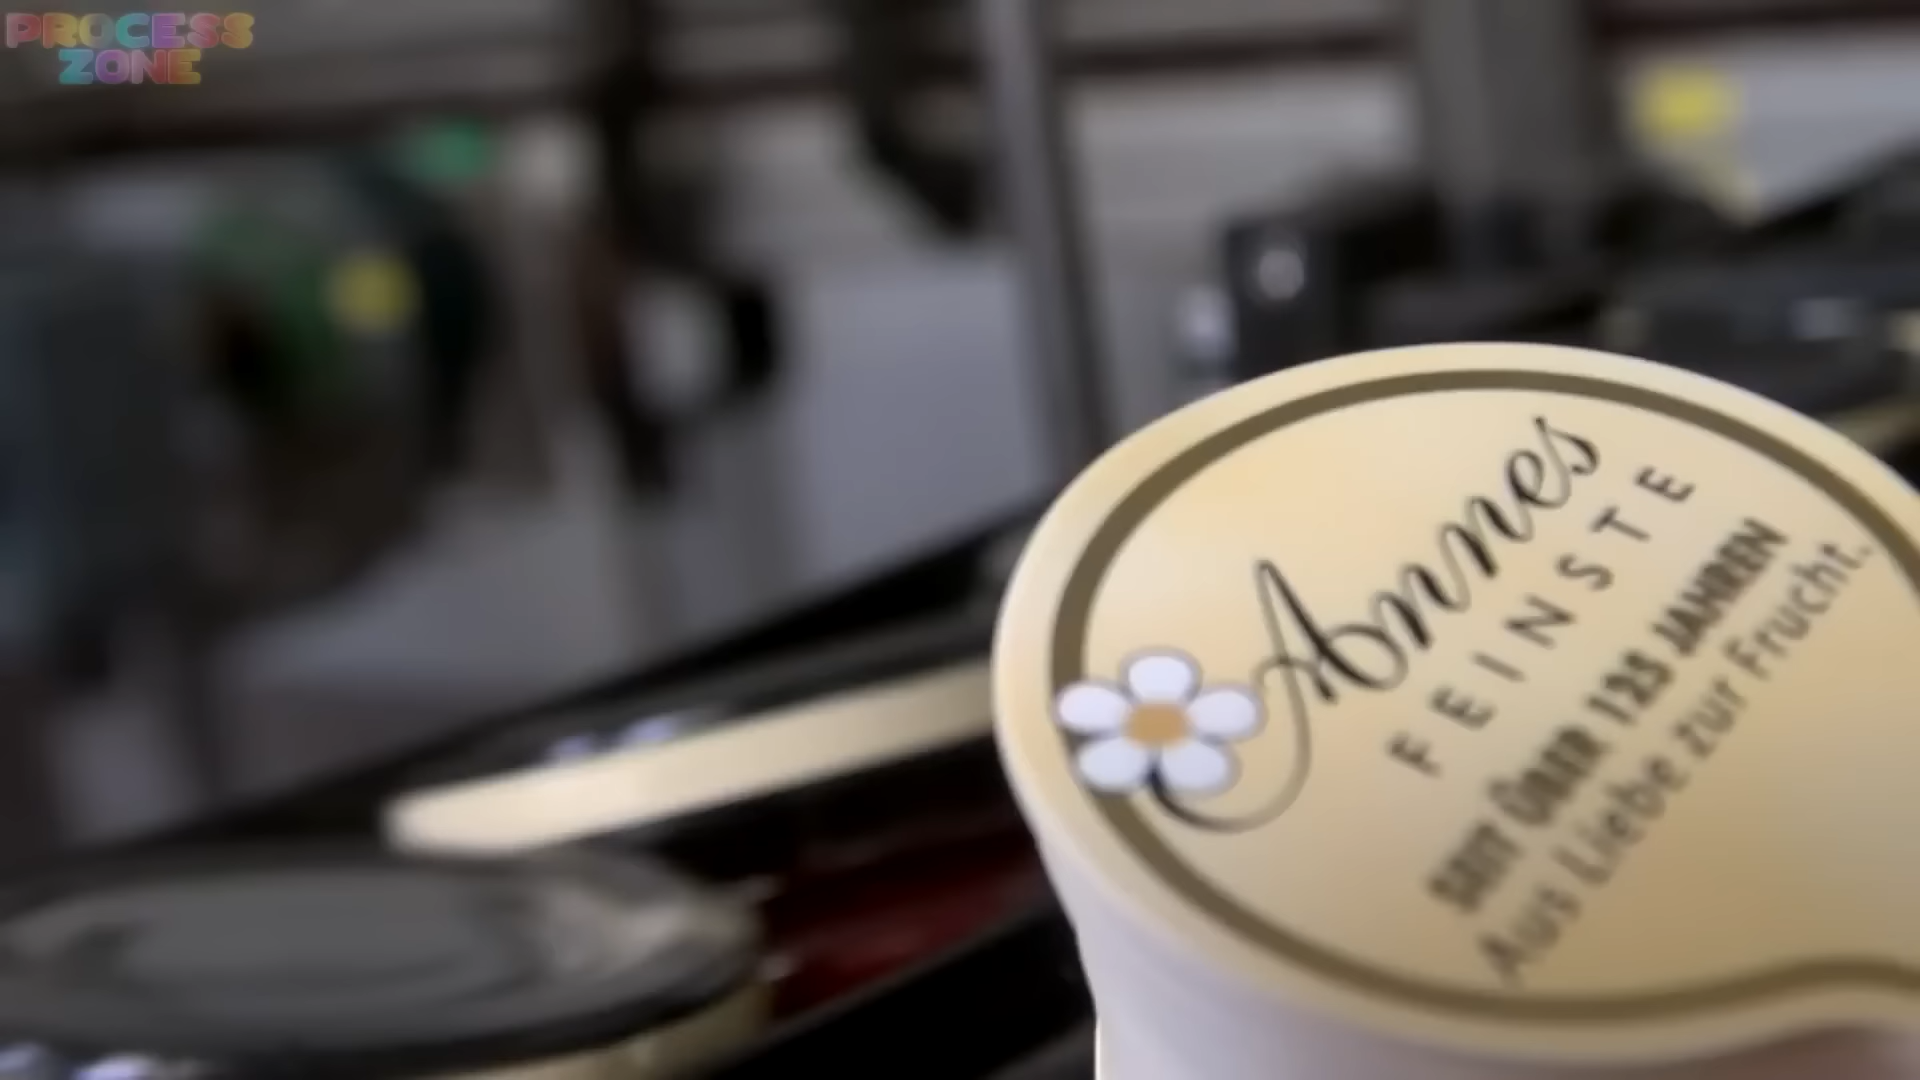 PROCESS
ZONE
Annes
FEINSTE
SEIT ÜBER 125 JAHREN
Aus Liebe zur Frucht.